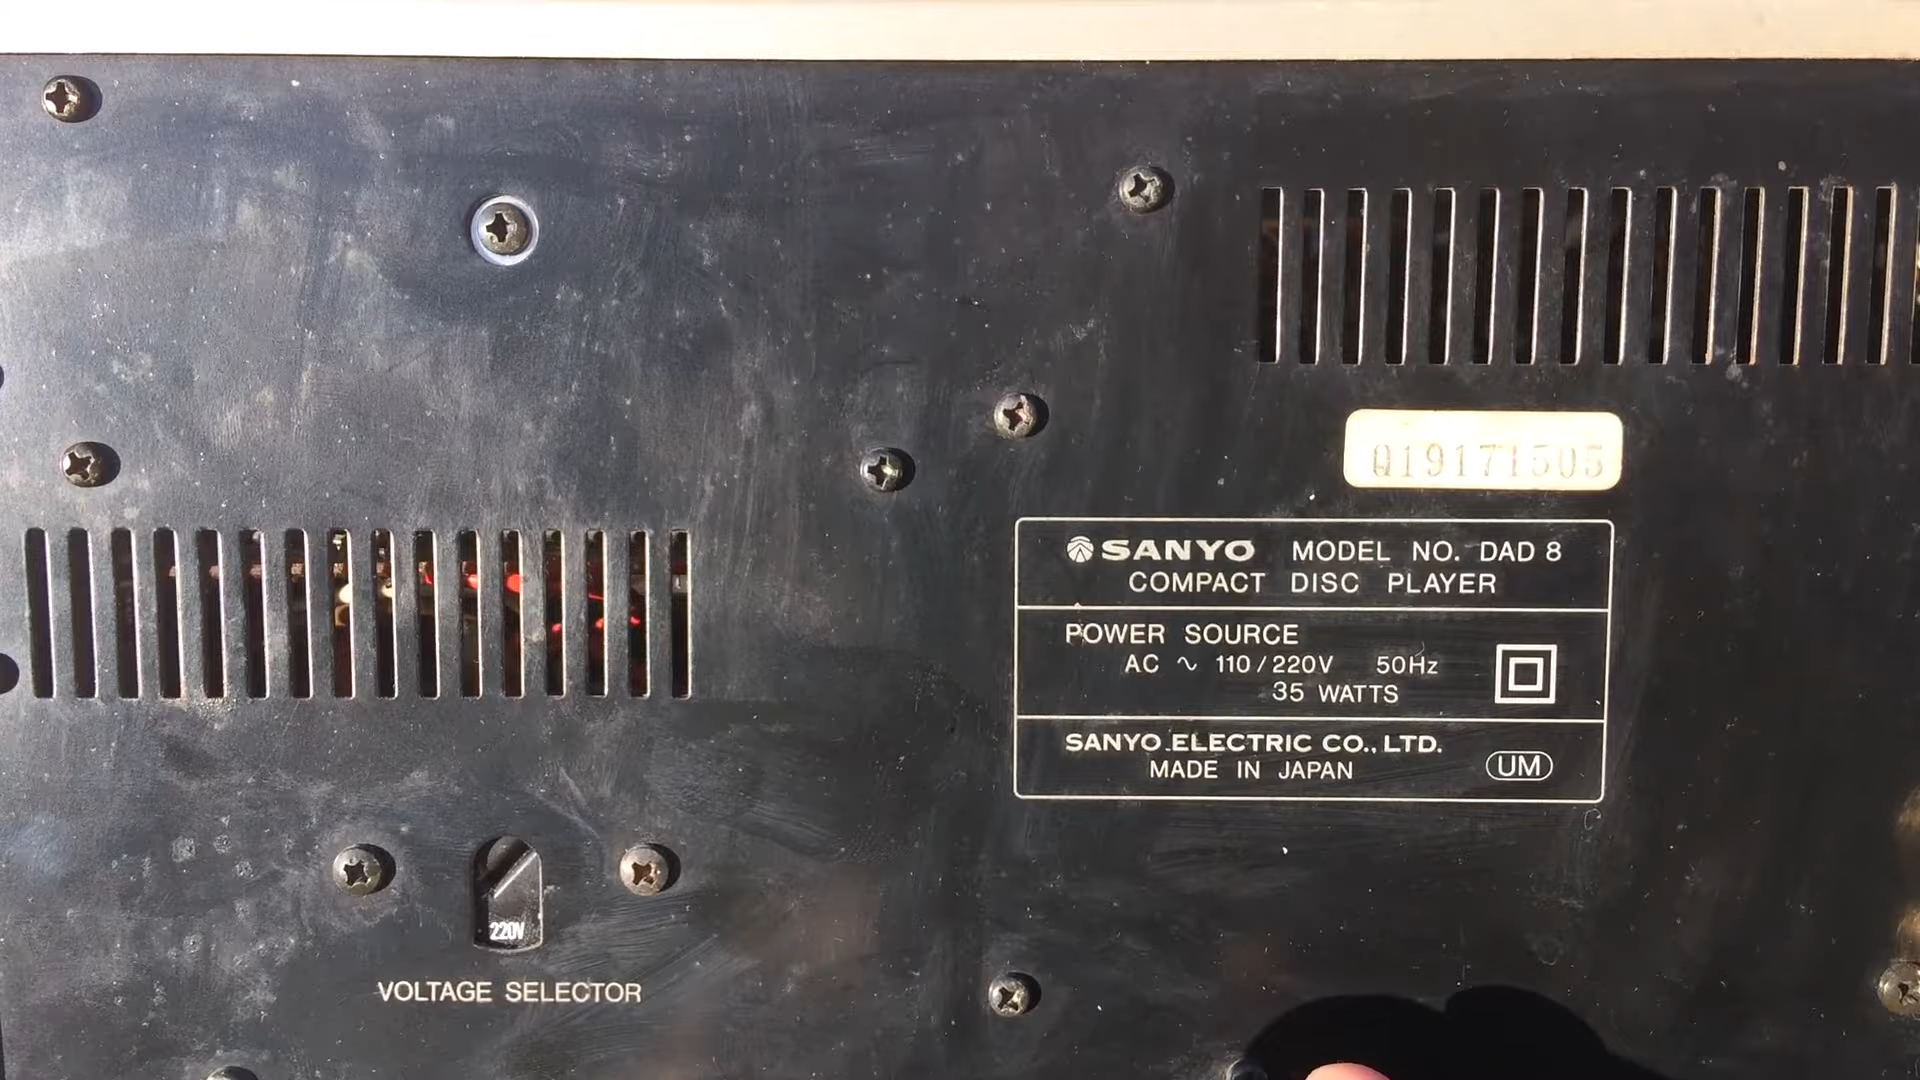 Q19171505
SANYO MODEL NO. DAD 8
COMPACT DISC PLAYER
POWER SOURCE
AC ~ 110/220V 50Hz
35 WATTS
SANYO ELECTRIC CO., LTD.
MADE IN JAPAN
UM
220V
VOLTAGE SELECTOR